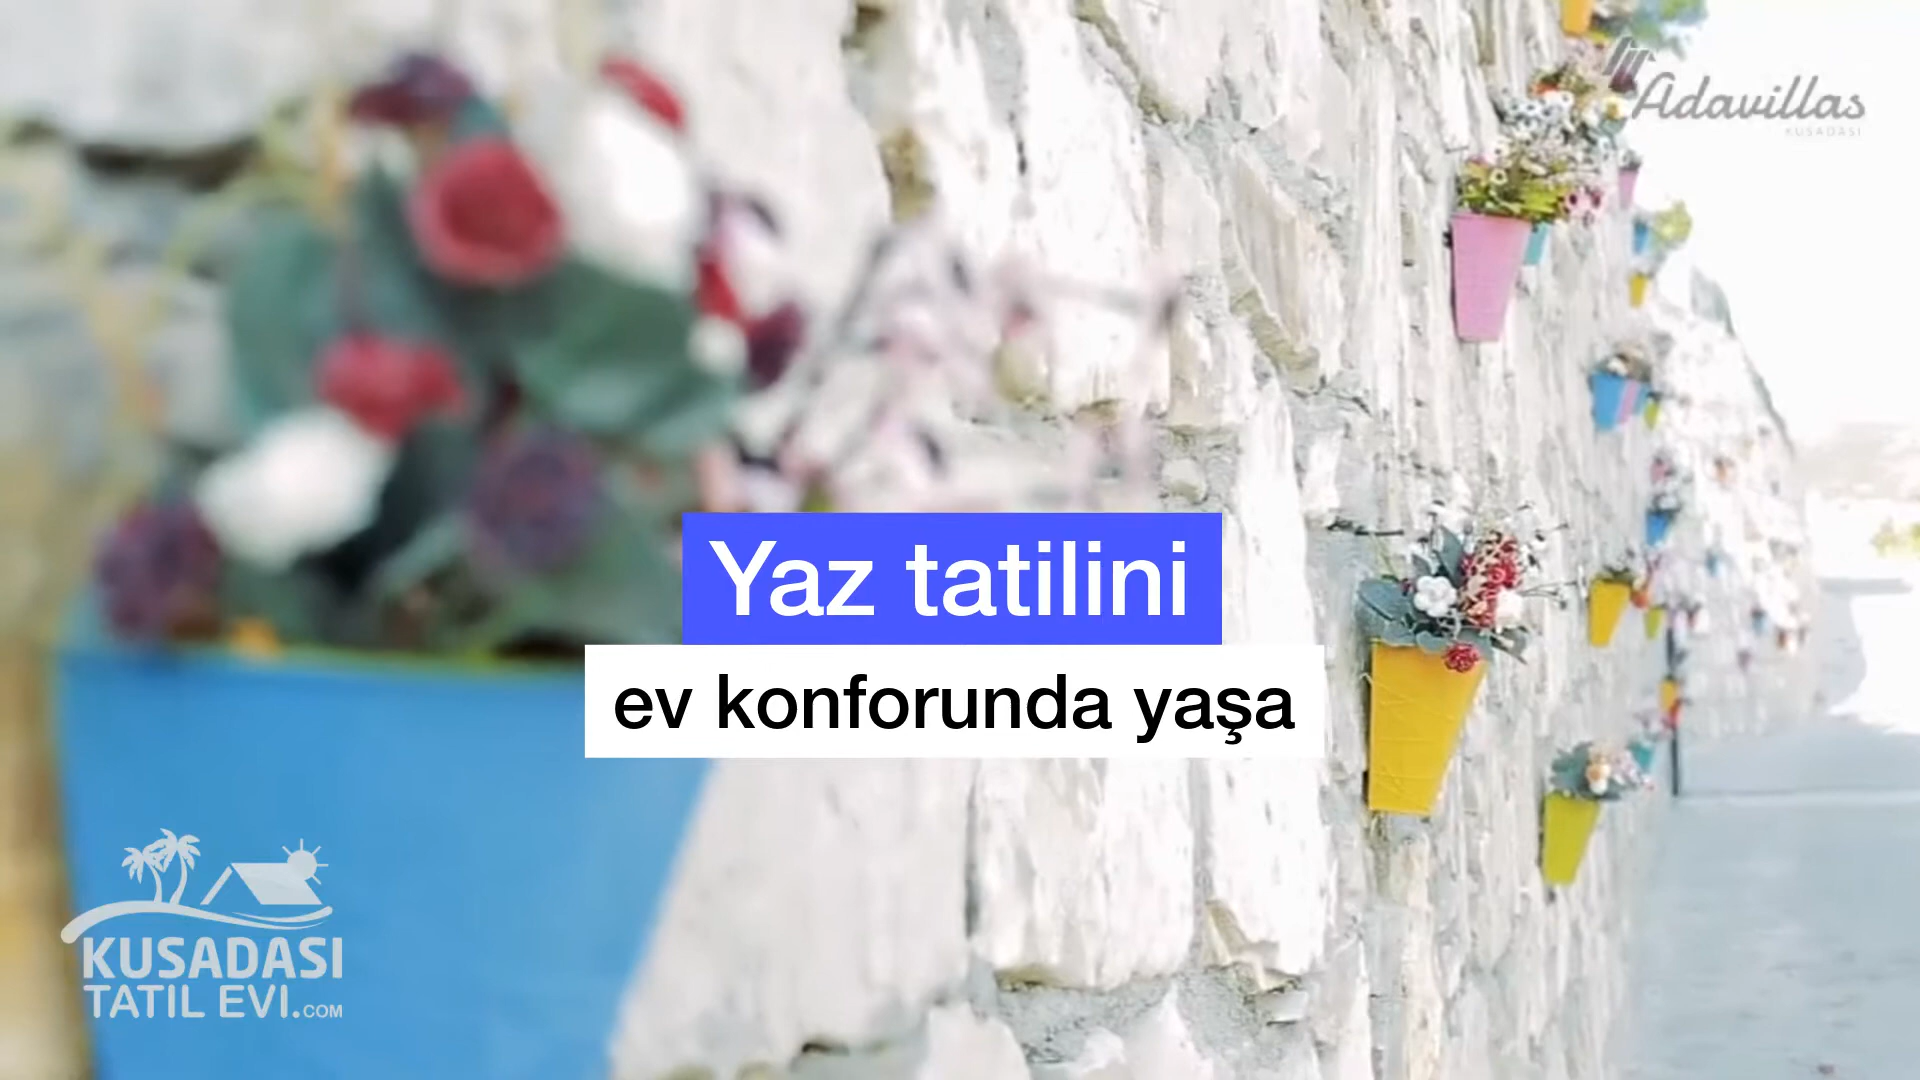 Adavillas
KUSADASI
Yaz tatilini
ev konforunda yaşa
KUSADASI
TATIL EVI.COM